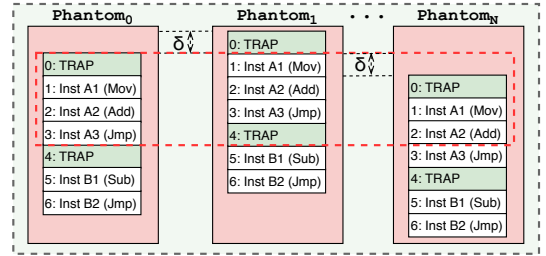 Phantom0 Phantom1 ... PhantomN
δ
δ
0: TRAP
1: Inst A1 (Mov)
2: Inst A2 (Add)
3: Inst A3 (Jmp)
4: TRAP
5: Inst B1 (Sub)
6: Inst B2 (Jmp)
0: TRAP
1: Inst A1 (Mov)
2: Inst A2 (Add)
3: Inst A3 (Jmp)
4: TRAP
5: Inst B1 (Sub)
6: Inst B2 (Jmp)
0: TRAP
1: Inst A1 (Mov)
2: Inst A2 (Add)
3: Inst A3 (Jmp)
4: TRAP
5: Inst B1 (Sub)
6: Inst B2 (Jmp)